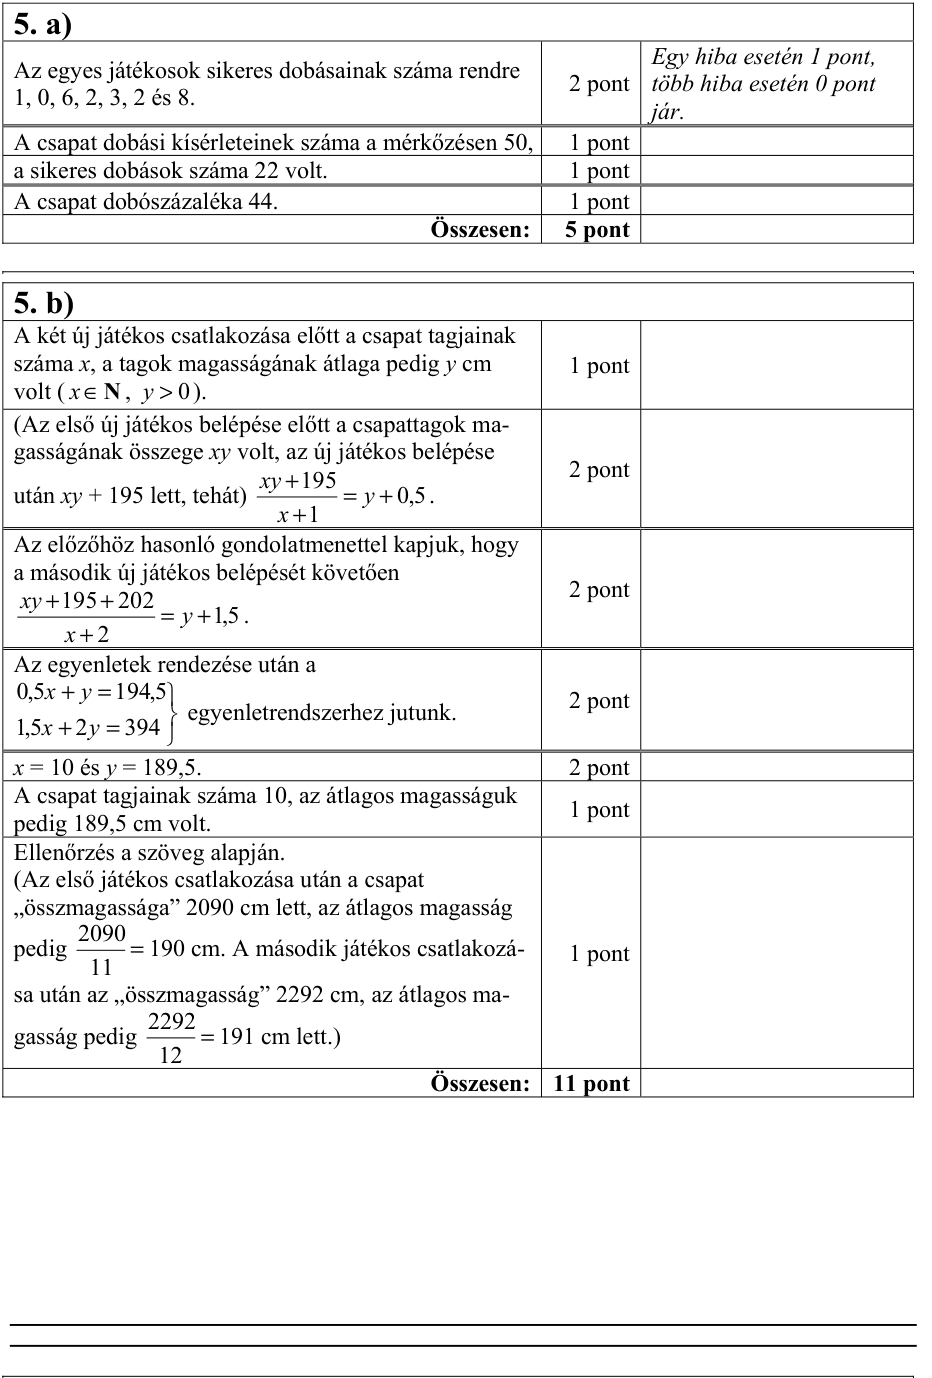 5. a)
Az egyes játékosok sikeres dobásainak száma rendre
1, 0, 6, 2, 3, 2 és 8.
2 pont
Egy hiba esetén 1 pont,
több hiba esetén 0 pont
jár.
A csapat dobási kísérleteinek száma a mérkőzésen 50,
1 pont
a sikeres dobások száma 22 volt.
1 pont
A csapat dobószázaléka 44.
1 pont
Összesen:
5 pont
5. b)
A két új játékos csatlakozása előtt a csapat tagjainak
száma x, a tagok magasságának átlaga pedig y cm
volt ( x ∈ N , y > 0 ).
1 pont
(Az első új játékos belépése előtt a csapattagok ma-
gasságának összege xy volt, az új játékos belépése
után xy + 195 lett, tehát) (xy + 195)/(x + 1) = y + 0,5 .
2 pont
Az előzőhöz hasonló gondolatmenettel kapjuk, hogy
a második új játékos belépését követően
(xy + 195 + 202)/(x + 2) = y + 1,5 .
2 pont
Az egyenletek rendezése után a
0,5x + y = 194,5
1,5x + 2y = 394 } egyenletrendszerhez jutunk.
2 pont
x = 10 és y = 189,5.
2 pont
A csapat tagjainak száma 10, az átlagos magasságuk
pedig 189,5 cm volt.
1 pont
Ellenőrzés a szöveg alapján.
(Az első játékos csatlakozása után a csapat
„összmagassága” 2090 cm lett, az átlagos magasság
pedig 2090/11 = 190 cm. A második játékos csatlakozá-
sa után az „összmagasság” 2292 cm, az átlagos ma-
gasság pedig 2292/12 = 191 cm lett.)
1 pont
Összesen:
11 pont